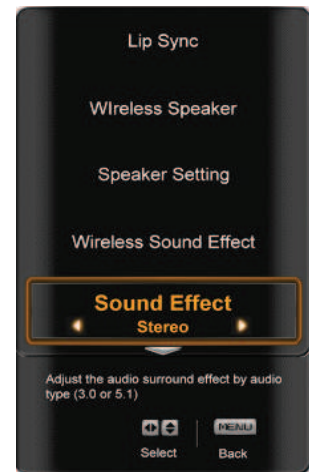 Lip Sync
WIreless Speaker
Speaker Setting
Wireless Sound Effect
Sound Effect
Stereo
Adjust the audio surround effect by audio
type (3.0 or 5.1)
MENU
Select Back